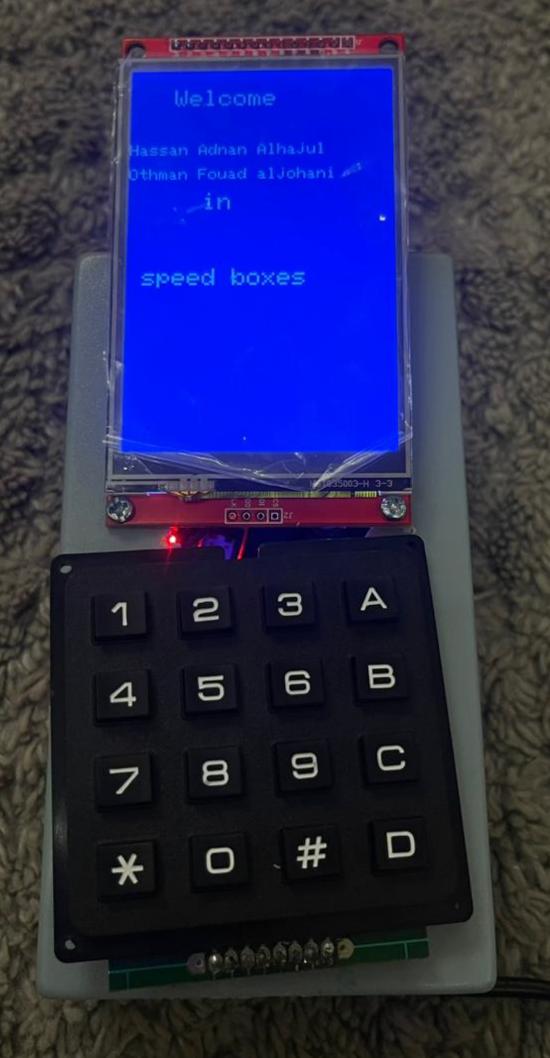 Welcome
Hassan Adnan AlhaJul
Othman Fouad alJohani
in
speed boxes
1 2 3 A
4 5 6 B
7 8 9 C
* 0 # D